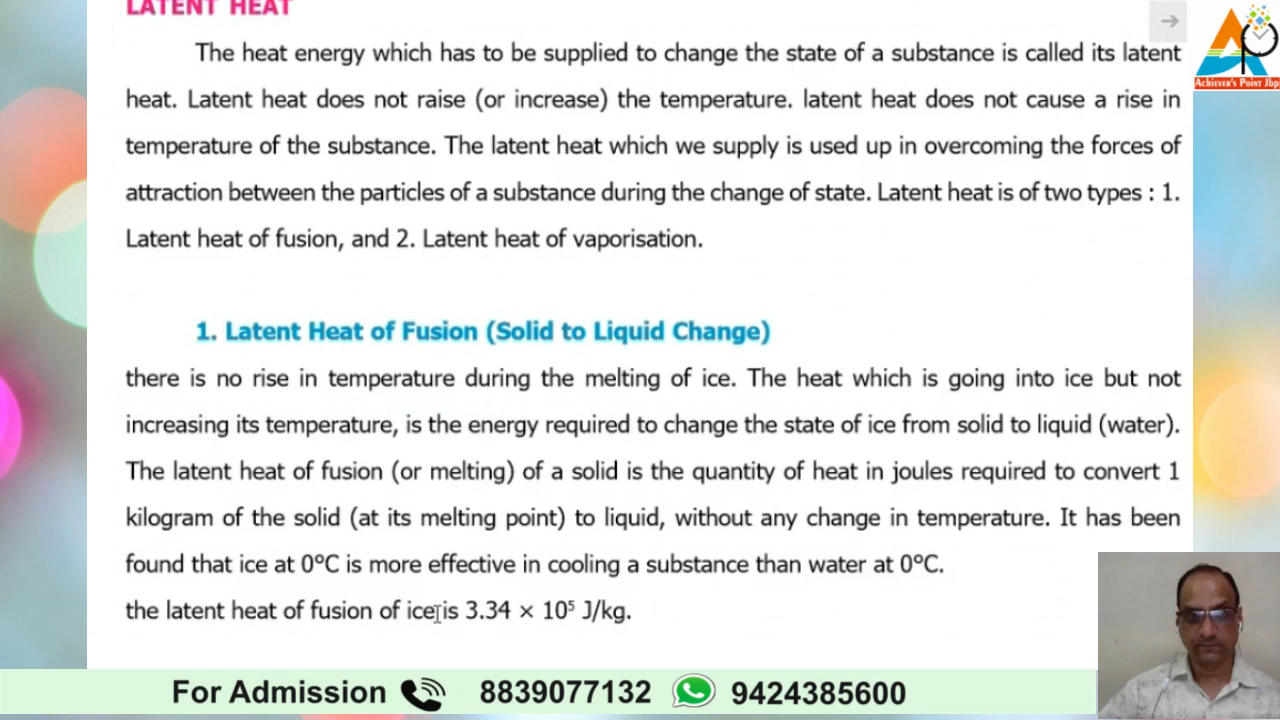 LATENT HEAT
The heat energy which has to be supplied to change the state of a substance is called its latent
heat. Latent heat does not raise (or increase) the temperature. latent heat does not cause a rise in
temperature of the substance. The latent heat which we supply is used up in overcoming the forces of
attraction between the particles of a substance during the change of state. Latent heat is of two types : 1.
Latent heat of fusion, and 2. Latent heat of vaporisation.
1. Latent Heat of Fusion (Solid to Liquid Change)
there is no rise in temperature during the melting of ice. The heat which is going into ice but not
increasing its temperature, is the energy required to change the state of ice from solid to liquid (water).
The latent heat of fusion (or melting) of a solid is the quantity of heat in joules required to convert 1
kilogram of the solid (at its melting point) to liquid, without any change in temperature. It has been
found that ice at 0°C is more effective in cooling a substance than water at 0°C.
the latent heat of fusion of ice is 3.34 × 10⁵ J/kg.
AP
Achiever's Point Jbp
For Admission 8839077132 9424385600